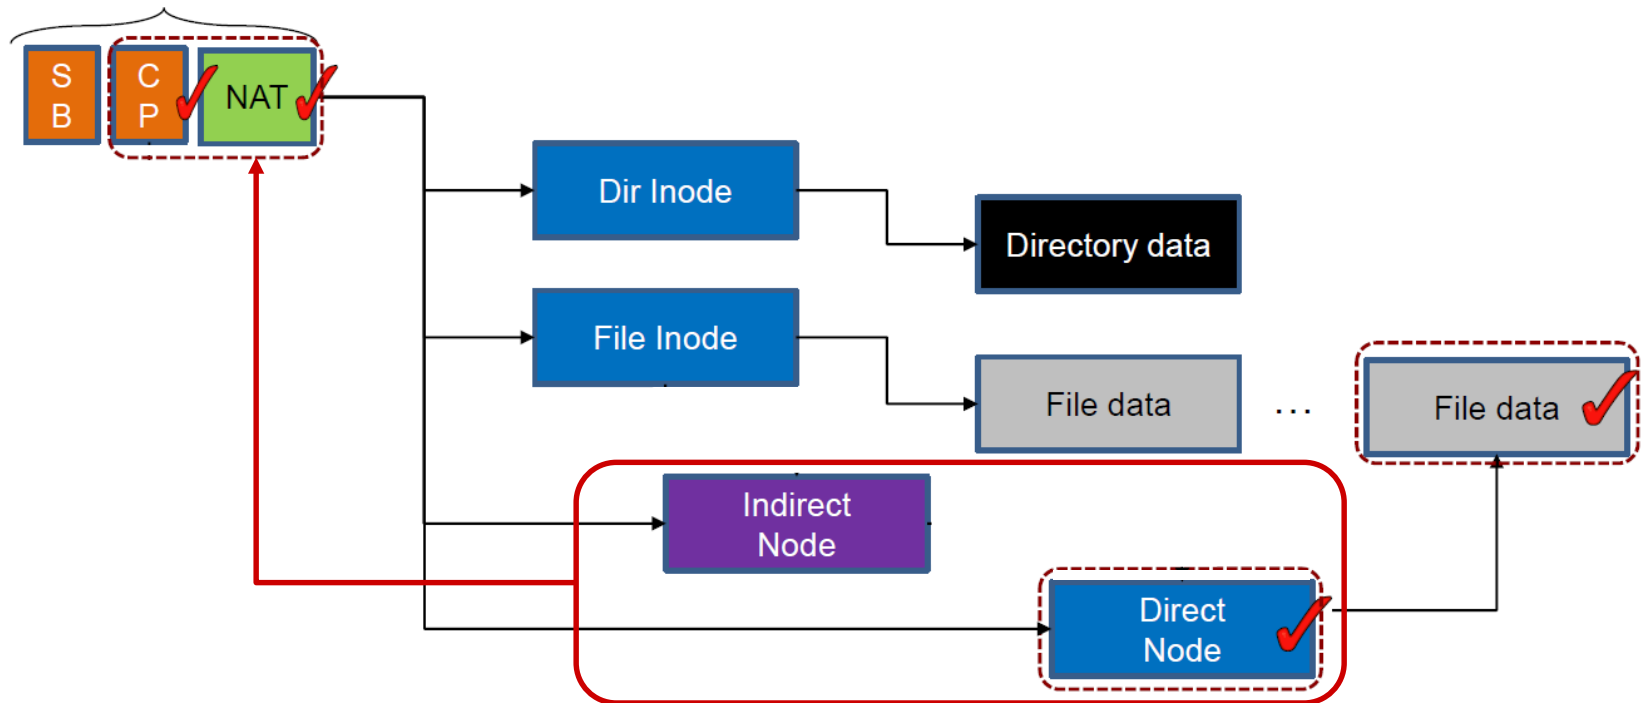 S
B
C
P
NAT
Dir Inode
Directory data
File Inode
File data
...
File data
Indirect
Node
Direct
Node